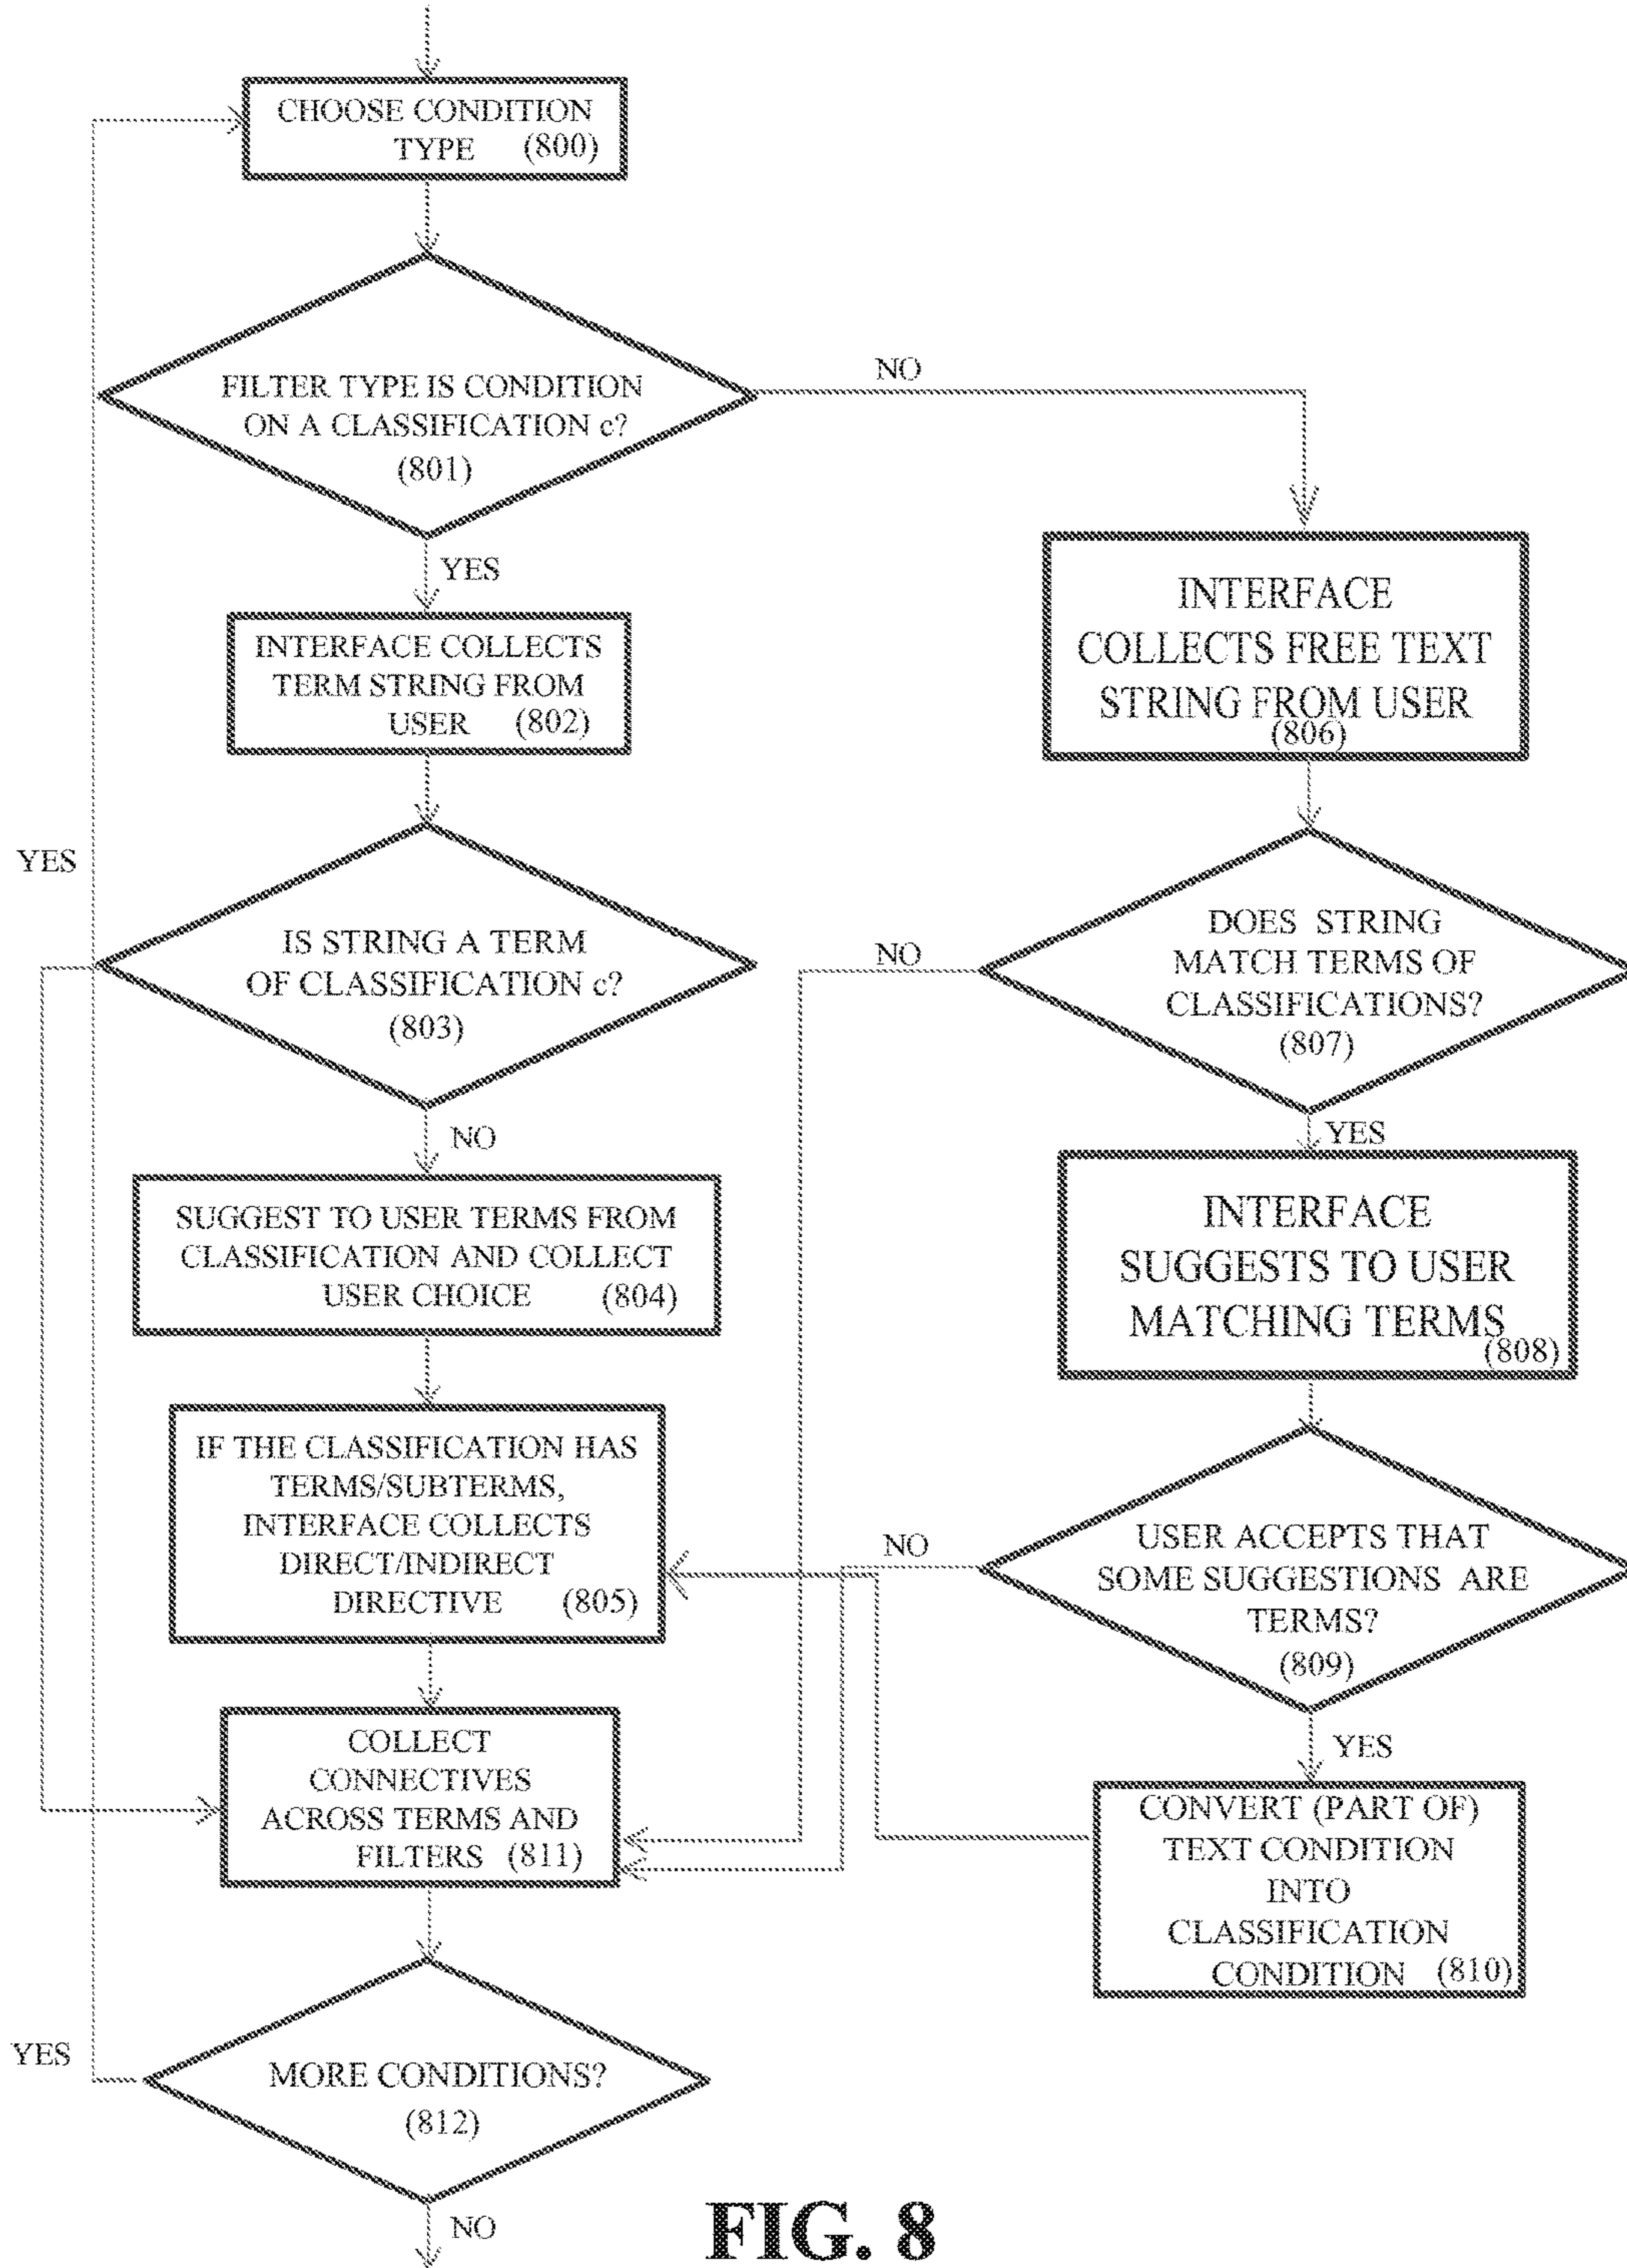 CHOOSE CONDITION
TYPE (800)
FILTER TYPE IS CONDITION
ON A CLASSIFICATION c?
(801)
NO
YES
INTERFACE COLLECTS
TERM STRING FROM
USER (802)
INTERFACE
COLLECTS FREE TEXT
STRING FROM USER
(806)
YES
IS STRING A TERM
OF CLASSIFICATION c?
(803)
NO
DOES STRING
MATCH TERMS OF
CLASSIFICATIONS?
(807)
NO
YES
SUGGEST TO USER TERMS FROM
CLASSIFICATION AND COLLECT
USER CHOICE (804)
INTERFACE
SUGGESTS TO USER
MATCHING TERMS
(808)
IF THE CLASSIFICATION HAS
TERMS/SUBTERMS,
INTERFACE COLLECTS
DIRECT/INDIRECT
DIRECTIVE (805)
NO
USER ACCEPTS THAT
SOME SUGGESTIONS ARE
TERMS?
(809)
YES
COLLECT
CONNECTIVES
ACROSS TERMS AND
FILTERS (811)
CONVERT (PART OF)
TEXT CONDITION
INTO
CLASSIFICATION
CONDITION (810)
YES
MORE CONDITIONS?
(812)
NO
FIG. 8